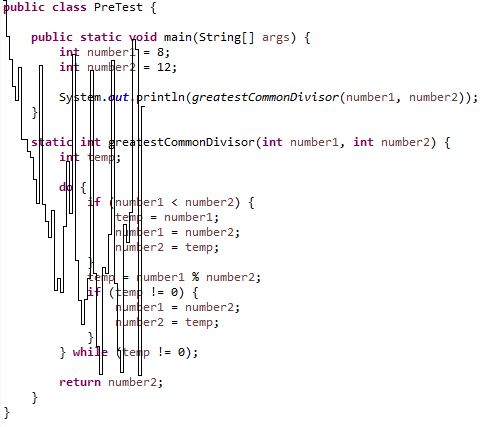 public class PreTest {
public static void main(String[] args) {
int number1 = 8;
int number2 = 12;
System.out.println(greatestCommonDivisor(number1, number2));
}
static int greatestCommonDivisor(int number1, int number2) {
int temp;
do {
if (number1 < number2) {
temp = number1;
number1 = number2;
number2 = temp;
}
temp = number1 % number2;
if (temp != 0) {
number1 = number2;
number2 = temp;
}
} while (temp != 0);
return number2;
}
}